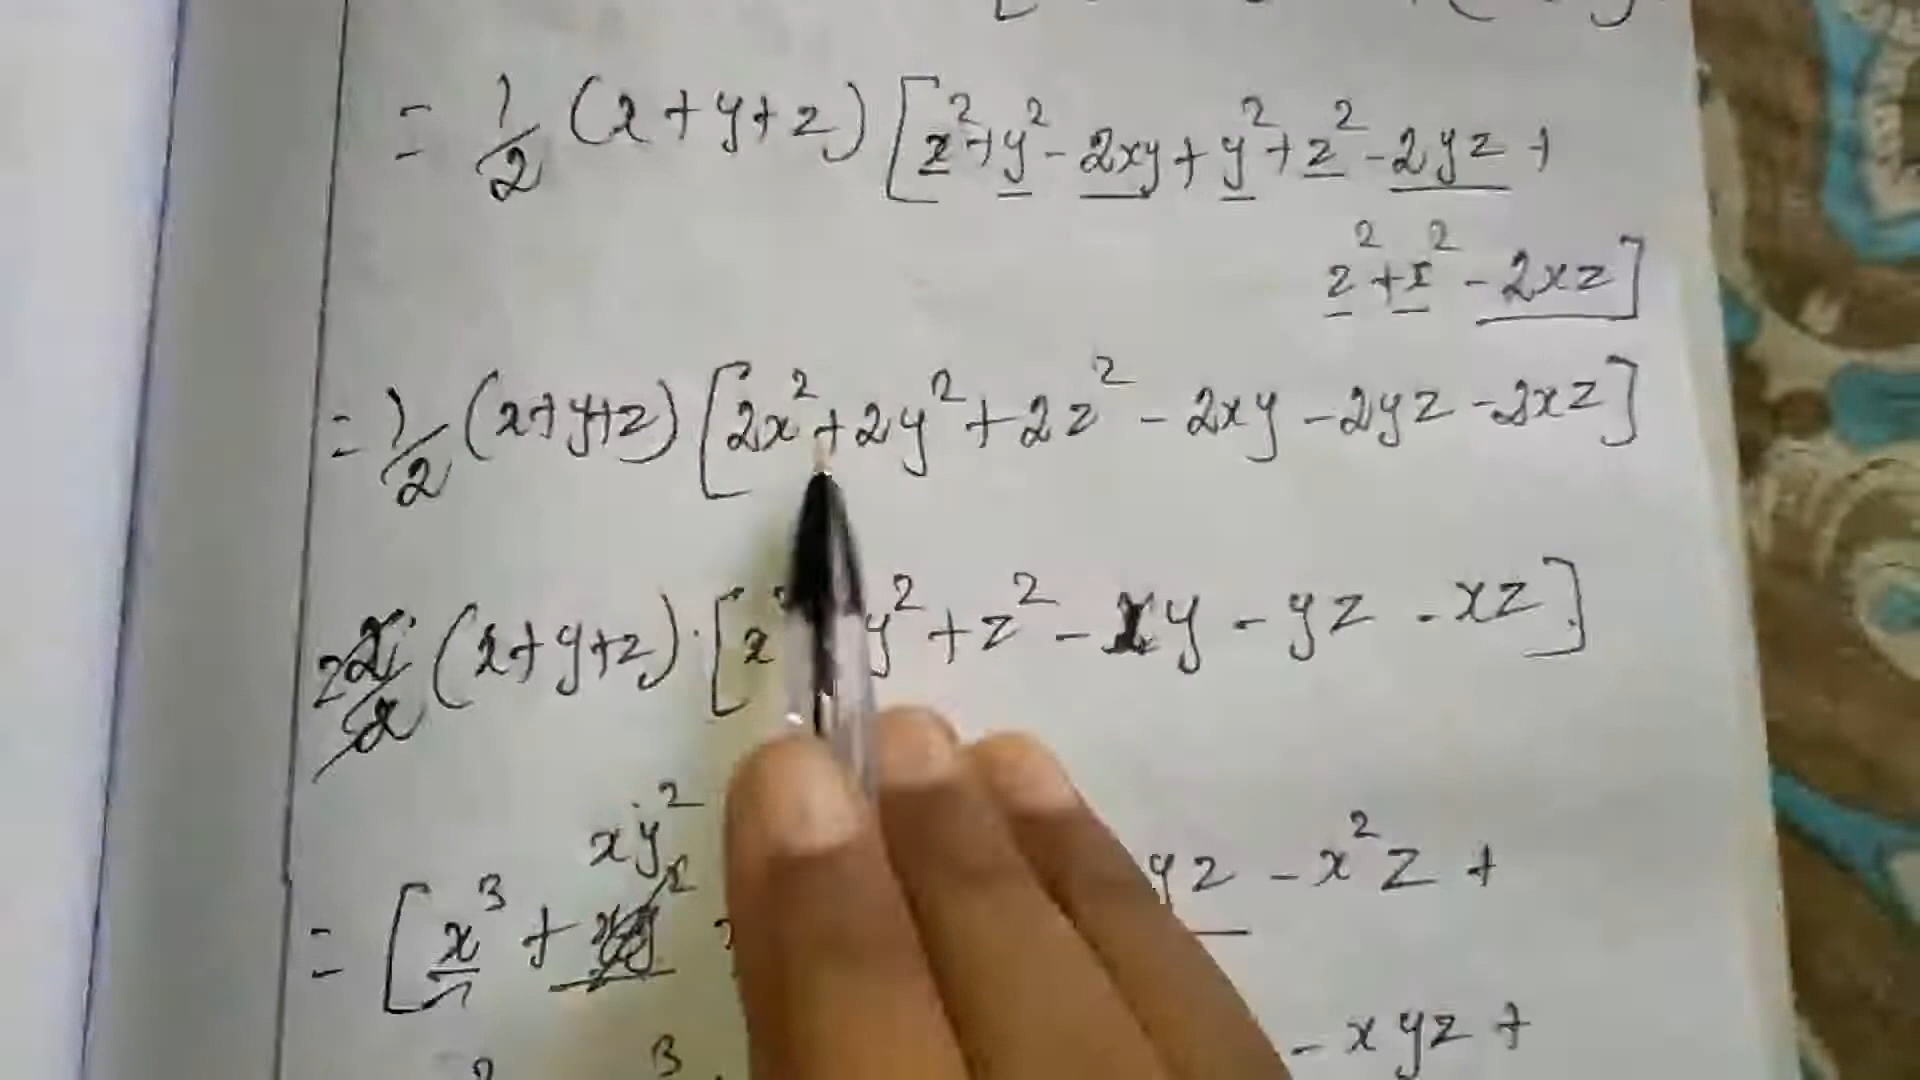 = 1/2 (x+y+z) [x²+y²-2xy+y²+z²-2yz+
z²+x²-2xz]
= 1/2 (x+y+z) [2x²+2y²+2z²-2xy-2yz-2xz]
(x+y+z)·[x² y²+z²-xy-yz-xz]
xy²
= [x³+ yz-x²z+
-xyz+